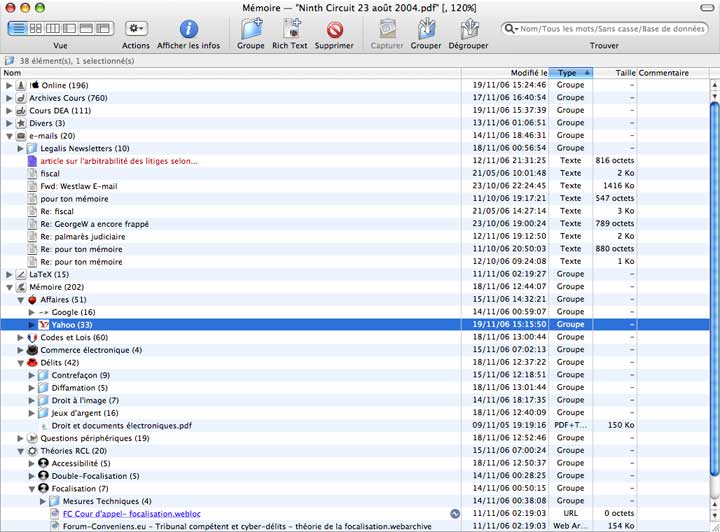 Mémoire — "Ninth Circuit 23 août 2004.pdf" [, 120%]
Vue Actions Afficher les infos Groupe Rich Text Supprimer Capturer Grouper Dégrouper Nom/Tous les mots/Sans casse/Base de données Trouver
38 élément(s), 1 selectionné(s)
Nom Modifié le Type Taille Commentaire
! Online (196) 19/11/06 15:24:46 Groupe –
Archives Cours (760) 17/11/06 16:40:54 Groupe –
Cours DEA (111) 19/11/06 15:37:39 Groupe –
Divers (3) 13/11/06 01:06:51 Groupe –
e-mails (20) 14/11/06 18:46:31 Groupe –
Legalis Newsletters (10) 18/11/06 00:56:54 Groupe –
article sur l'arbitrabilité des litiges selon... 12/11/06 21:31:25 Texte 816 octets
fiscal 21/05/06 10:01:48 Texte 2 Ko
Fwd: Westlaw E-mail 23/10/06 22:24:45 Texte 1416 Ko
pour ton mémoire 11/10/06 19:17:21 Texte 547 octets
Re: fiscal 21/05/06 14:27:14 Texte 3 Ko
Re: GeorgeW a encore frappé 23/10/06 19:00:24 Texte 789 octets
Re: palmarès judiciaire 2/11/06 19:12:50 Texte 2 Ko
Re: pour ton mémoire 11/10/06 20:50:03 Texte 880 octets
Re: pour ton mémoire 12/10/06 09:24:08 Texte 1 Ko
LaTeX (15) 11/11/06 02:19:27 Groupe –
Mémoire (202) 18/11/06 12:44:07 Groupe –
Affaires (51) 15/11/06 14:32:21 Groupe –
Google (16) 14/11/06 00:59:07 Groupe –
Yahoo (33) 19/11/06 15:15:50 Groupe –
Codes et Lois (60) 18/11/06 13:00:44 Groupe –
Commerce électronique (4) 15/11/06 07:02:13 Groupe –
Délits (42) 18/11/06 12:37:22 Groupe –
Contrefaçon (9) 15/11/06 12:18:51 Groupe –
Diffamation (5) 18/11/06 13:01:44 Groupe –
Droit à l'image (7) 14/11/06 18:17:35 Groupe –
Jeux d'argent (16) 18/11/06 12:40:09 Groupe –
Droit et documents électroniques.pdf 09/11/05 19:19:16 PDF+T... 150 Ko
Questions périphériques (19) 18/11/06 12:52:46 Groupe –
Théories RCL (20) 15/11/06 07:00:24 Groupe –
Accessibilité (5) 18/11/06 12:50:37 Groupe –
Double-Focalisation (5) 14/11/06 00:28:25 Groupe –
Focalisation (7) 14/11/06 00:50:15 Groupe –
Mesures Techniques (4) 14/11/06 00:38:08 Groupe –
FC Cour d'appel- focalisation.webloc 11/11/06 02:19:03 URL 0 octets
Forum-Conveniens.eu - Tribunal compétent et cyber-délits - théorie de la focalisation.webarchive 11/11/06 02:19:03 Web Ar... 154 Ko